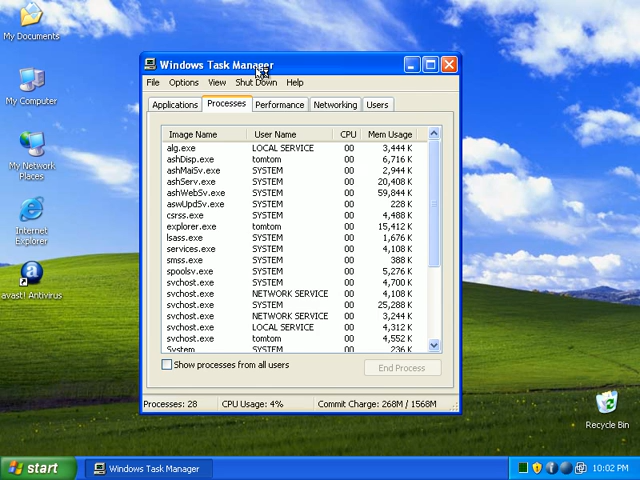 My Documents
My Computer
My Network
Places
Internet
Explorer
avast! Antivirus
Windows Task Manager
File Options View Shut Down Help
Applications Processes Performance Networking Users
Image Name User Name CPU Mem Usage
alg.exe LOCAL SERVICE 00 3,444 K
ashDisp.exe tomtom 00 6,716 K
ashMaiSv.exe SYSTEM 00 2,944 K
ashServ.exe SYSTEM 00 20,408 K
ashWebSv.exe SYSTEM 00 59,844 K
aswUpdSv.exe SYSTEM 00 228 K
csrss.exe SYSTEM 00 4,488 K
explorer.exe tomtom 00 15,412 K
lsass.exe SYSTEM 00 1,676 K
services.exe SYSTEM 00 4,108 K
smss.exe SYSTEM 00 388 K
spoolsv.exe SYSTEM 00 5,276 K
svchost.exe SYSTEM 00 4,700 K
svchost.exe NETWORK SERVICE 00 4,108 K
svchost.exe SYSTEM 00 25,288 K
svchost.exe NETWORK SERVICE 00 3,244 K
svchost.exe LOCAL SERVICE 00 4,312 K
svchost.exe tomtom 00 4,552 K
System SYSTEM 00 236 K
Show processes from all users
End Process
Processes: 28 CPU Usage: 4% Commit Charge: 268M / 1568M
Recycle Bin
start Windows Task Manager 10:02 PM